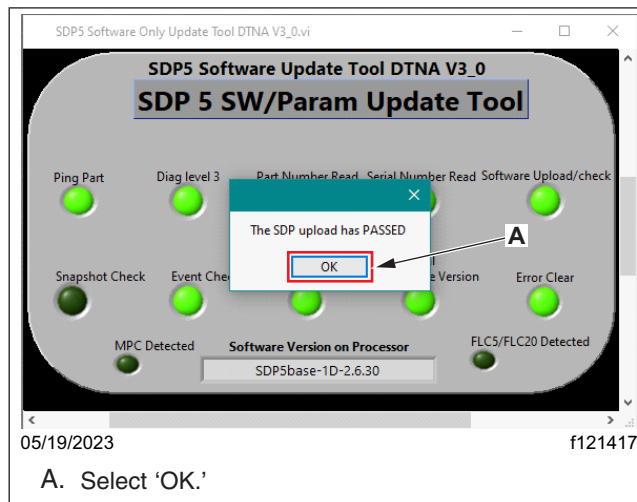 SDP5 Software Only Update Tool DTNA V3_0.vi
SDP5 Software Update Tool DTNA V3_0
SDP 5 SW/Param Update Tool
Ping Part
Diag level 3
Part Number Read
Serial Number Read
Software Upload/check
The SDP upload has PASSED
OK
A
Snapshot Check
Event Che
e Version
Error Clear
MPC Detected
Software Version on Processor
FLC5/FLC20 Detected
SDP5base-1D-2.6.30
05/19/2023
f121417
A. Select ‘OK.’